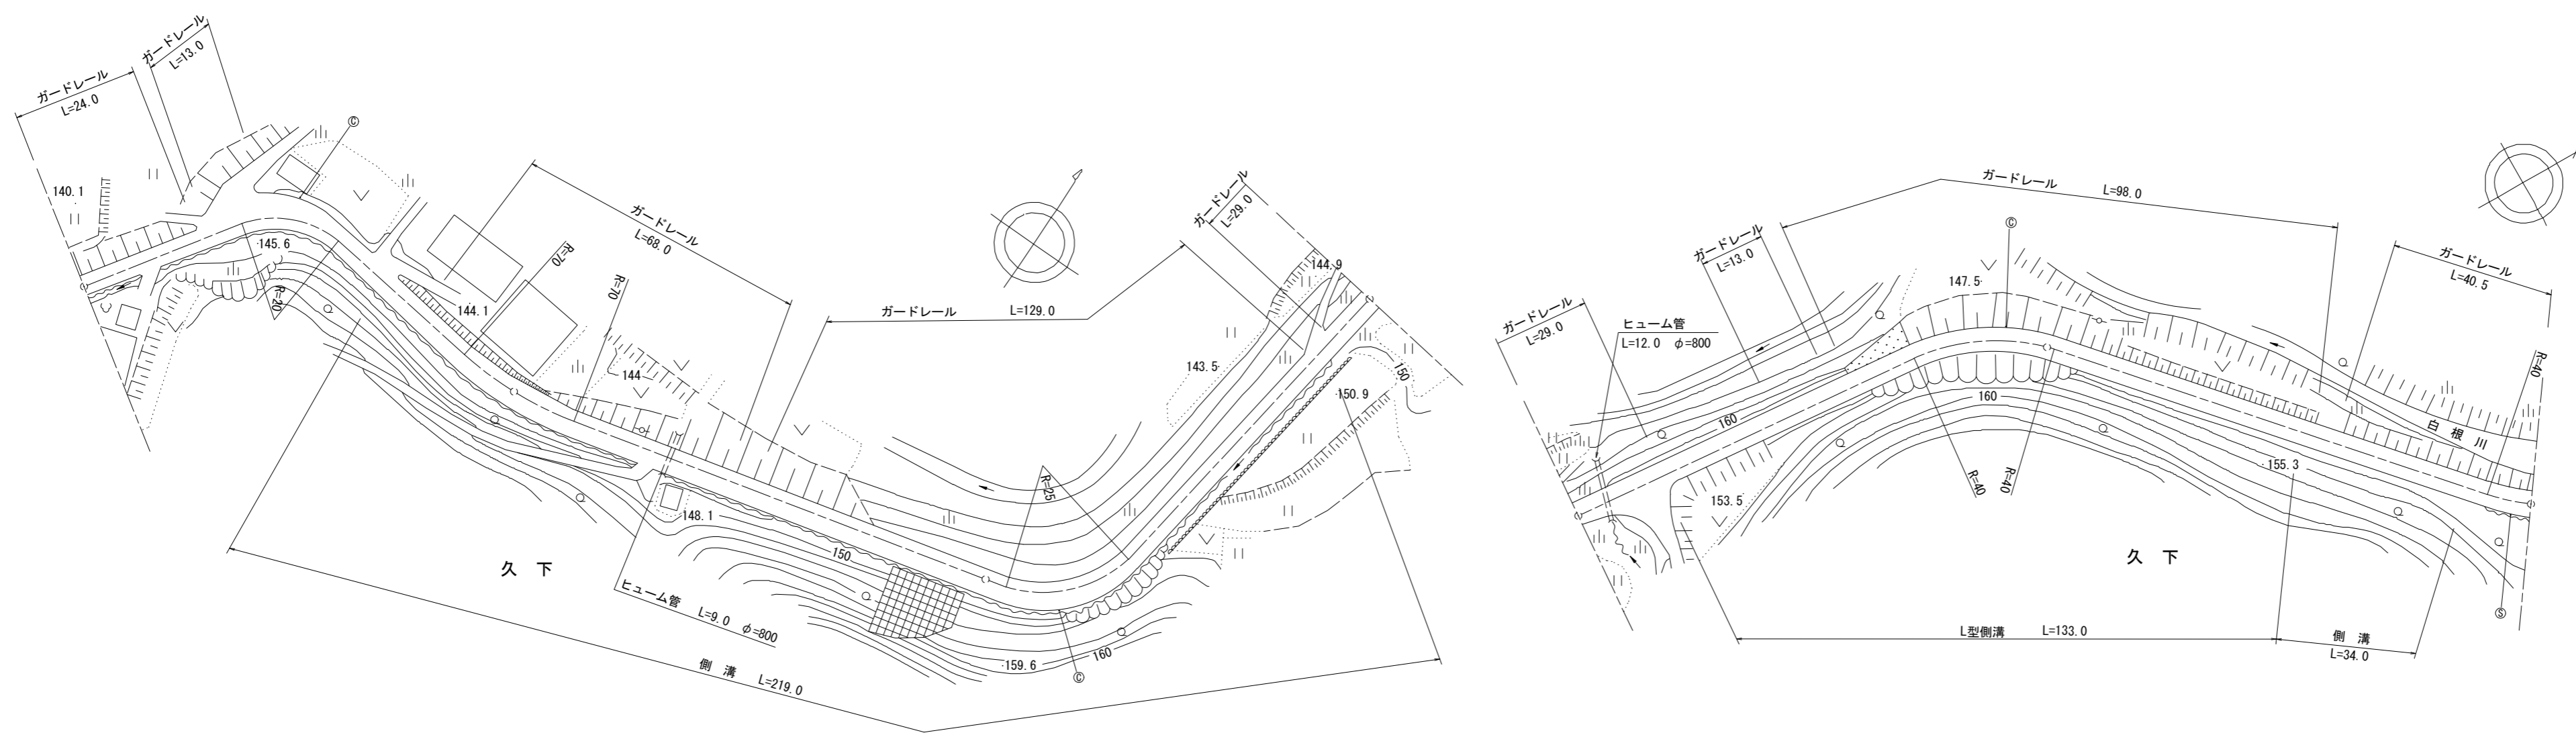 ガードレール
L=24.0
ガードレール
L=13.0
©
140.1
145.6
R=20
144.1
R=70
R=70
ガードレール
L=68.0
144
ガードレール L=129.0
ガードレール
L=29.0
144.9
143.5
150
150.9
R=25
148.1
150
久 下
ヒューム管 L=9.0 φ=800
側 溝 L=219.0
159.6
160
©
ガードレール
L=29.0
ヒューム管
L=12.0 φ=800
ガードレール
L=13.0
ガードレール L=98.0
©
147.5
ガードレール
L=40.5
R=40
160
160
153.5
R=40
R=40
白 根 川
155.3
久 下
L型側溝 L=133.0
側 溝
L=34.0
Ⓢ